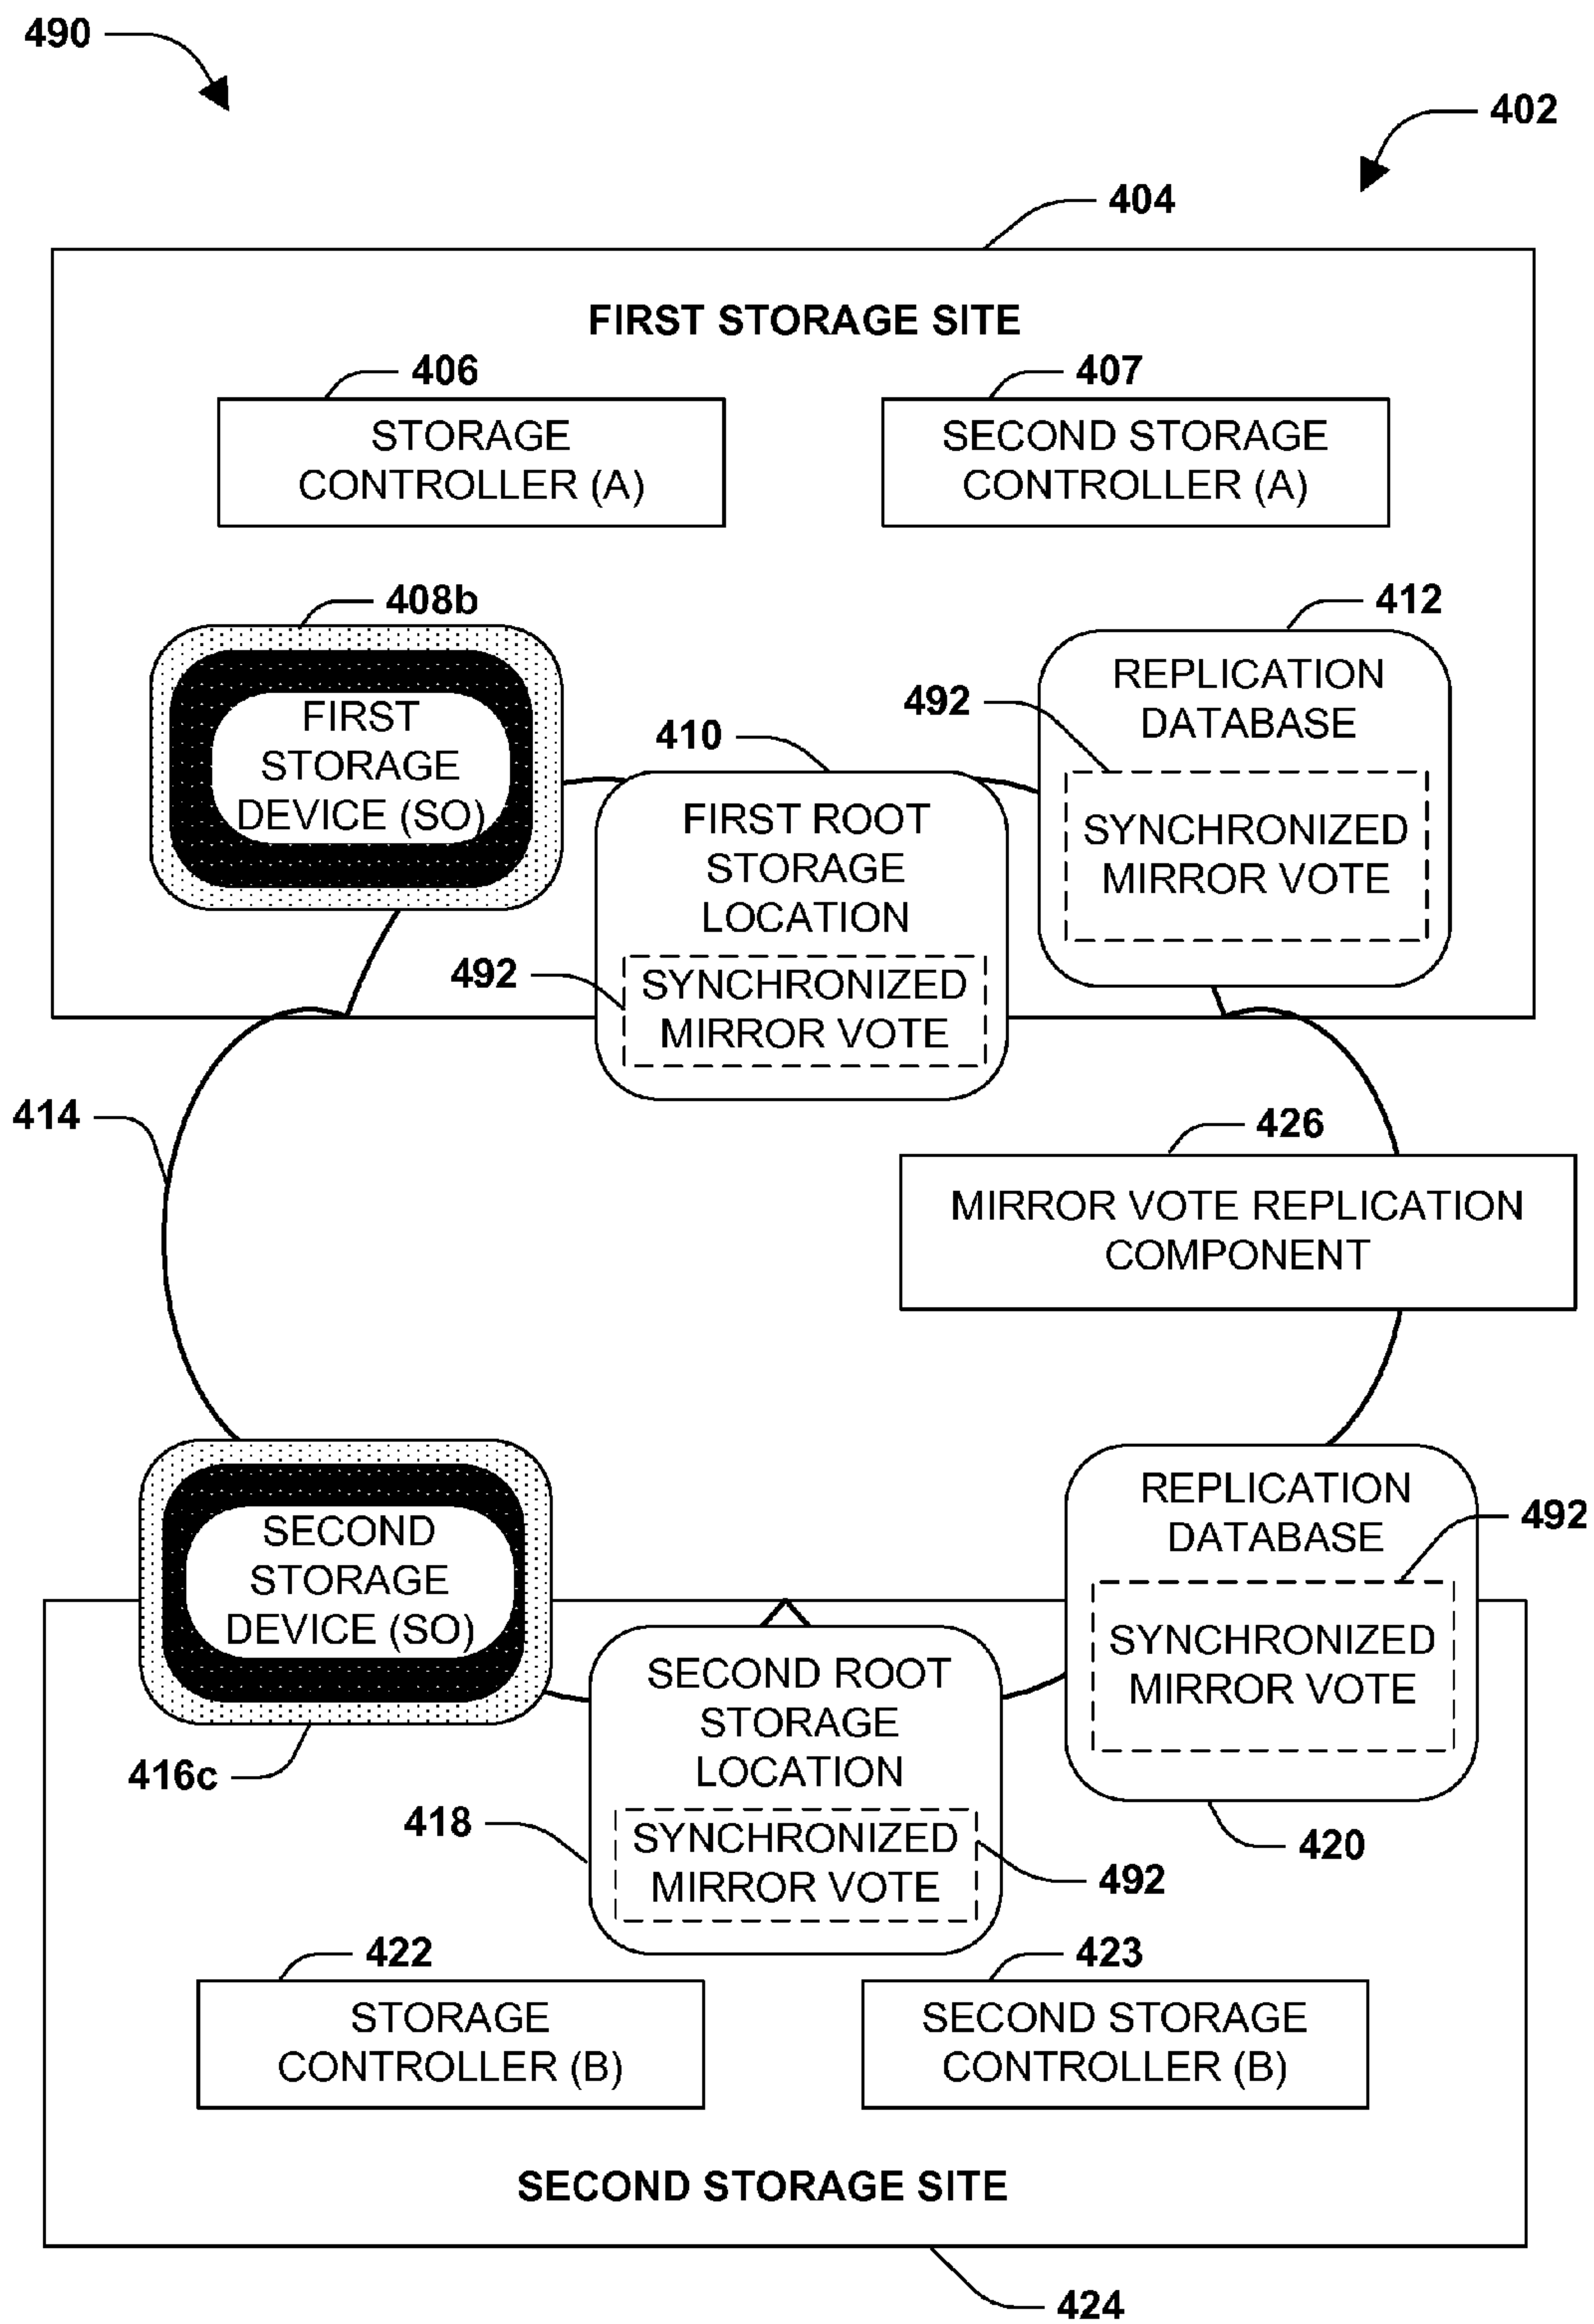 490
402
404
FIRST STORAGE SITE
406
407
STORAGE
CONTROLLER (A)
SECOND STORAGE
CONTROLLER (A)
408b
412
FIRST
STORAGE
DEVICE (SO)
REPLICATION
DATABASE
492
SYNCHRONIZED
MIRROR VOTE
410
FIRST ROOT
STORAGE
LOCATION
492
SYNCHRONIZED
MIRROR VOTE
414
426
MIRROR VOTE REPLICATION
COMPONENT
SECOND
STORAGE
DEVICE (SO)
416c
REPLICATION
DATABASE
492
SYNCHRONIZED
MIRROR VOTE
420
SECOND ROOT
STORAGE
LOCATION
418
SYNCHRONIZED
MIRROR VOTE
492
422
423
STORAGE
CONTROLLER (B)
SECOND STORAGE
CONTROLLER (B)
SECOND STORAGE SITE
424